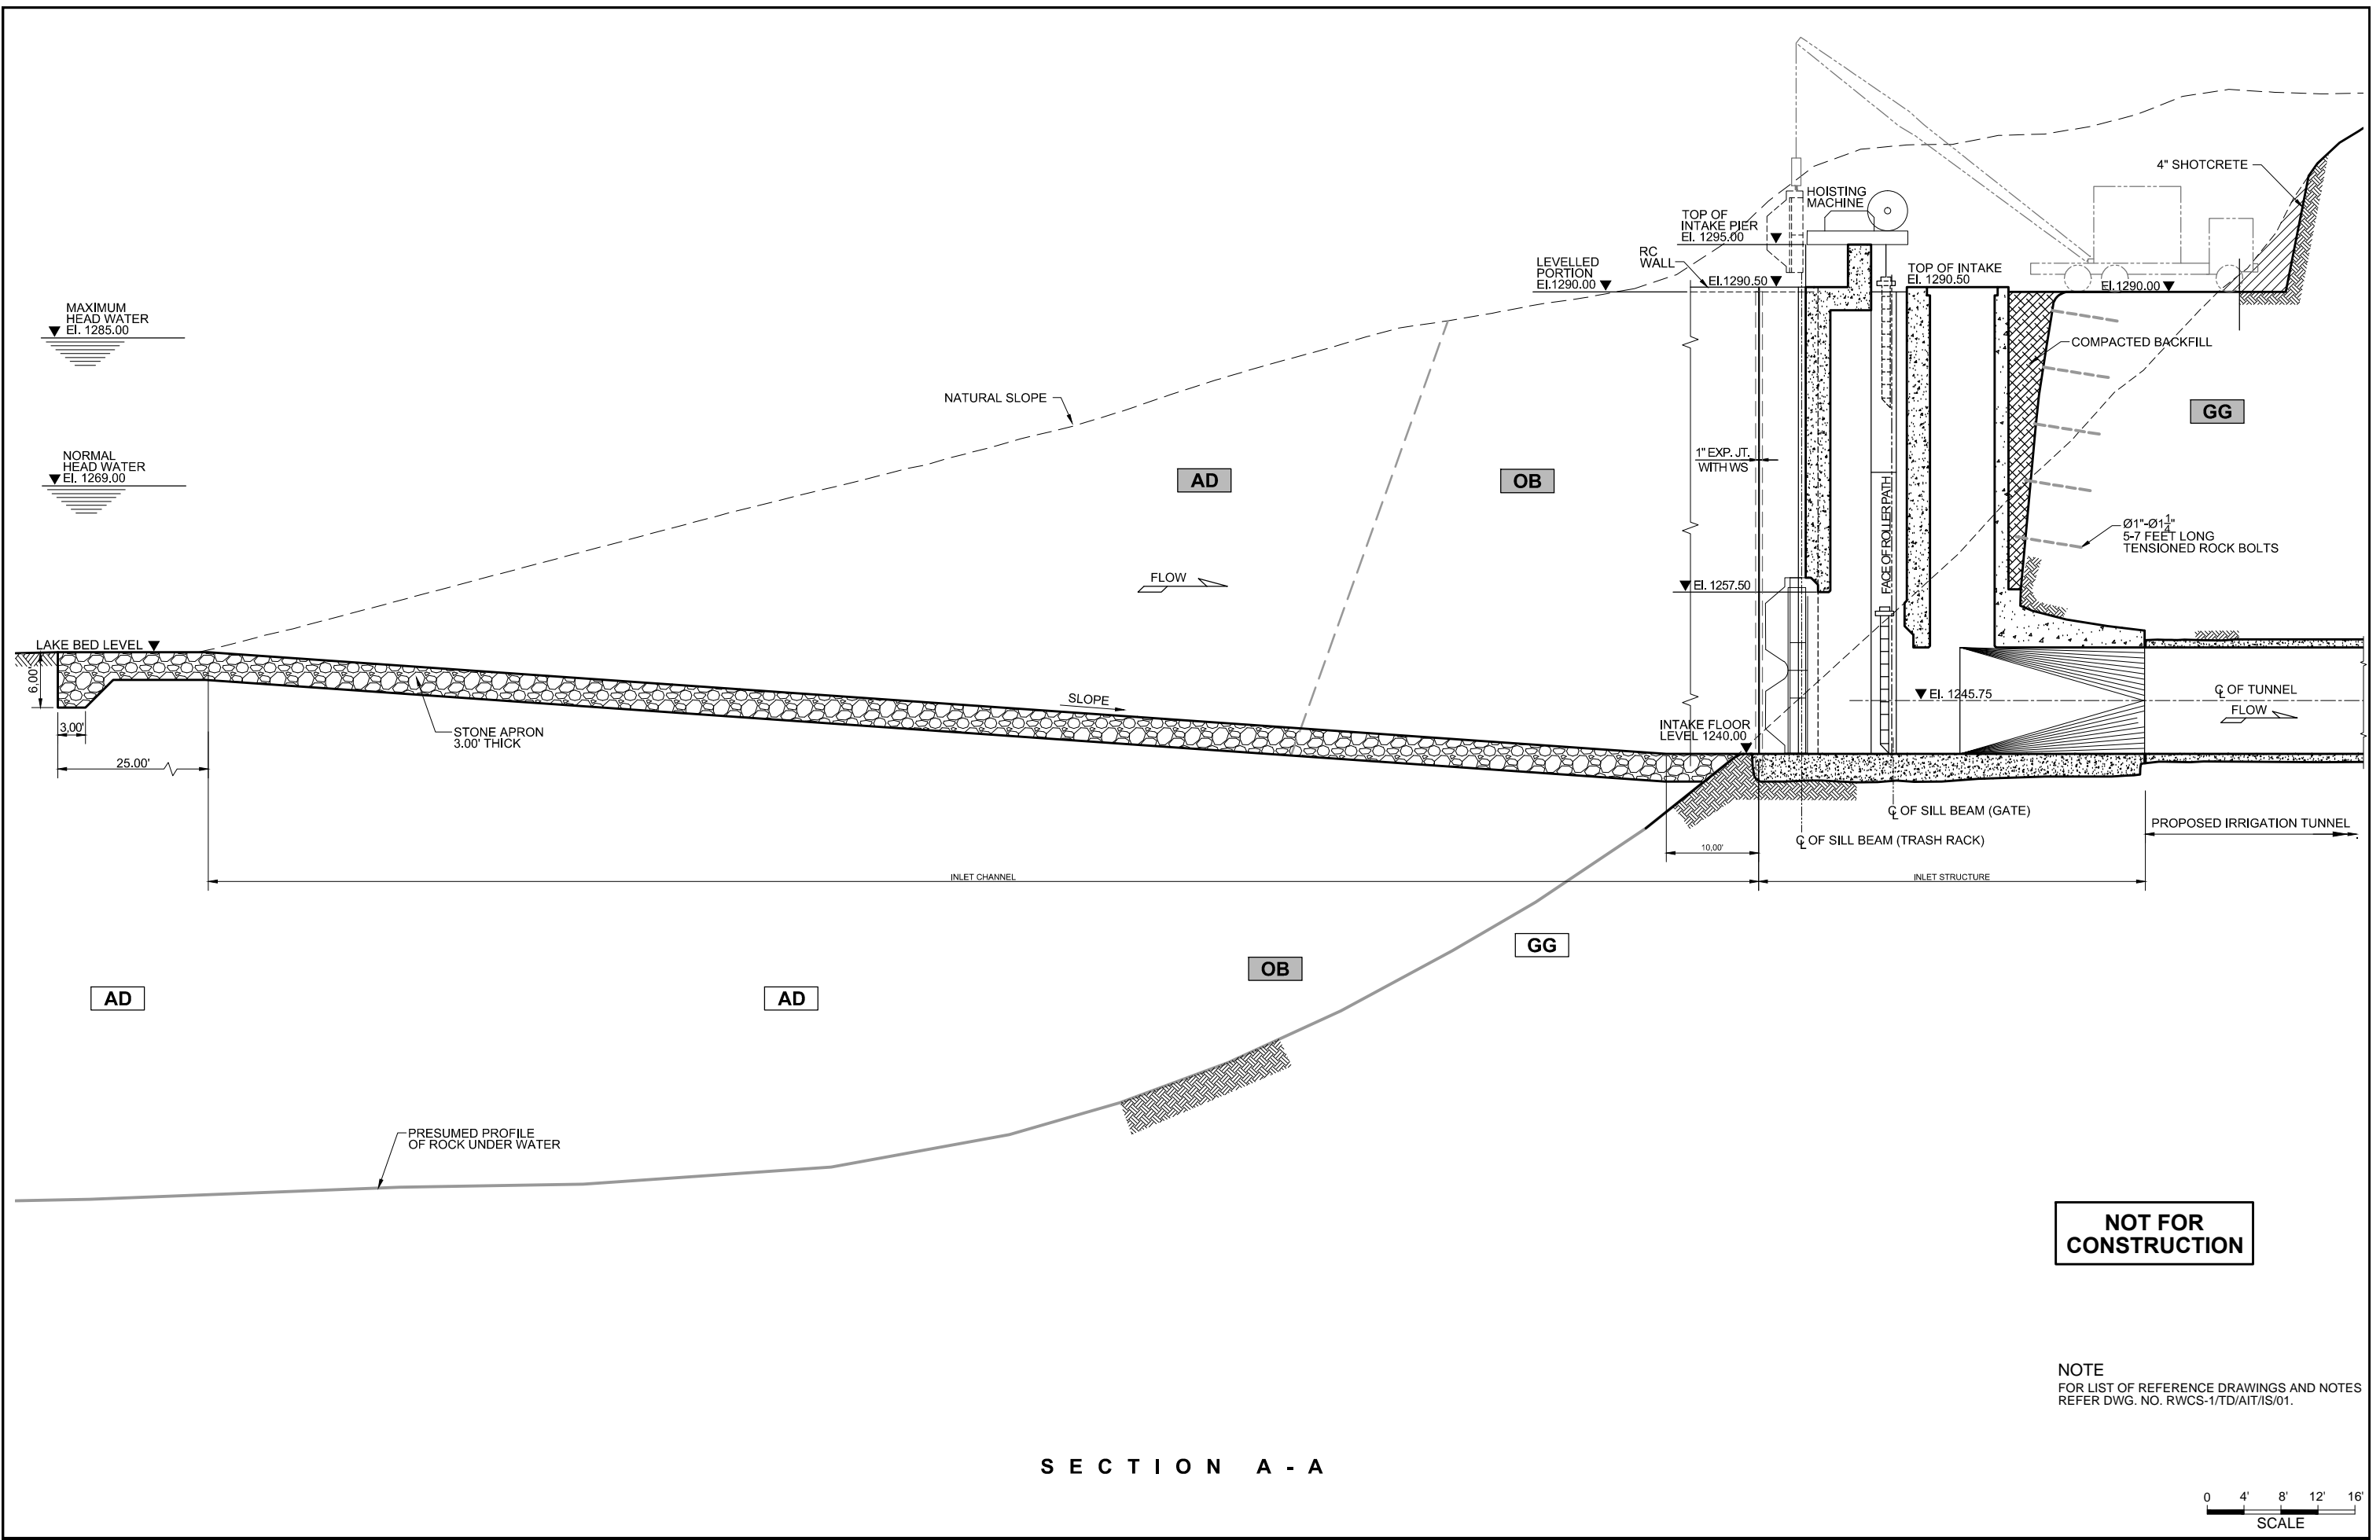 4" SHOTCRETE
HOISTING
MACHINE
TOP OF
INTAKE PIER
El. 1295.00
RC
WALL
LEVELLED
PORTION
El.1290.00
El.1290.50
TOP OF INTAKE
El. 1290.50
El.1290.00
MAXIMUM
HEAD WATER
El. 1285.00
COMPACTED BACKFILL
NATURAL SLOPE
GG
NORMAL
HEAD WATER
El. 1269.00
1" EXP. JT.
WITH WS
AD
OB
FACE OF ROLLER PATH
Ø1"-Ø1¼"
5-7 FEET LONG
TENSIONED ROCK BOLTS
FLOW
El. 1257.50
LAKE BED LEVEL
6.00'
SLOPE
El. 1245.75
℄ OF TUNNEL
FLOW
3.00'
STONE APRON
3.00' THICK
INTAKE FLOOR
LEVEL 1240.00
25.00'
℄ OF SILL BEAM (GATE)
PROPOSED IRRIGATION TUNNEL
℄ OF SILL BEAM (TRASH RACK)
10.00'
INLET CHANNEL
INLET STRUCTURE
GG
OB
AD
AD
PRESUMED PROFILE
OF ROCK UNDER WATER
NOT FOR
CONSTRUCTION
NOTE
FOR LIST OF REFERENCE DRAWINGS AND NOTES
REFER DWG. NO. RWCS-1/TD/AIT/IS/01.
SECTION A-A
0 4' 8' 12' 16'
SCALE